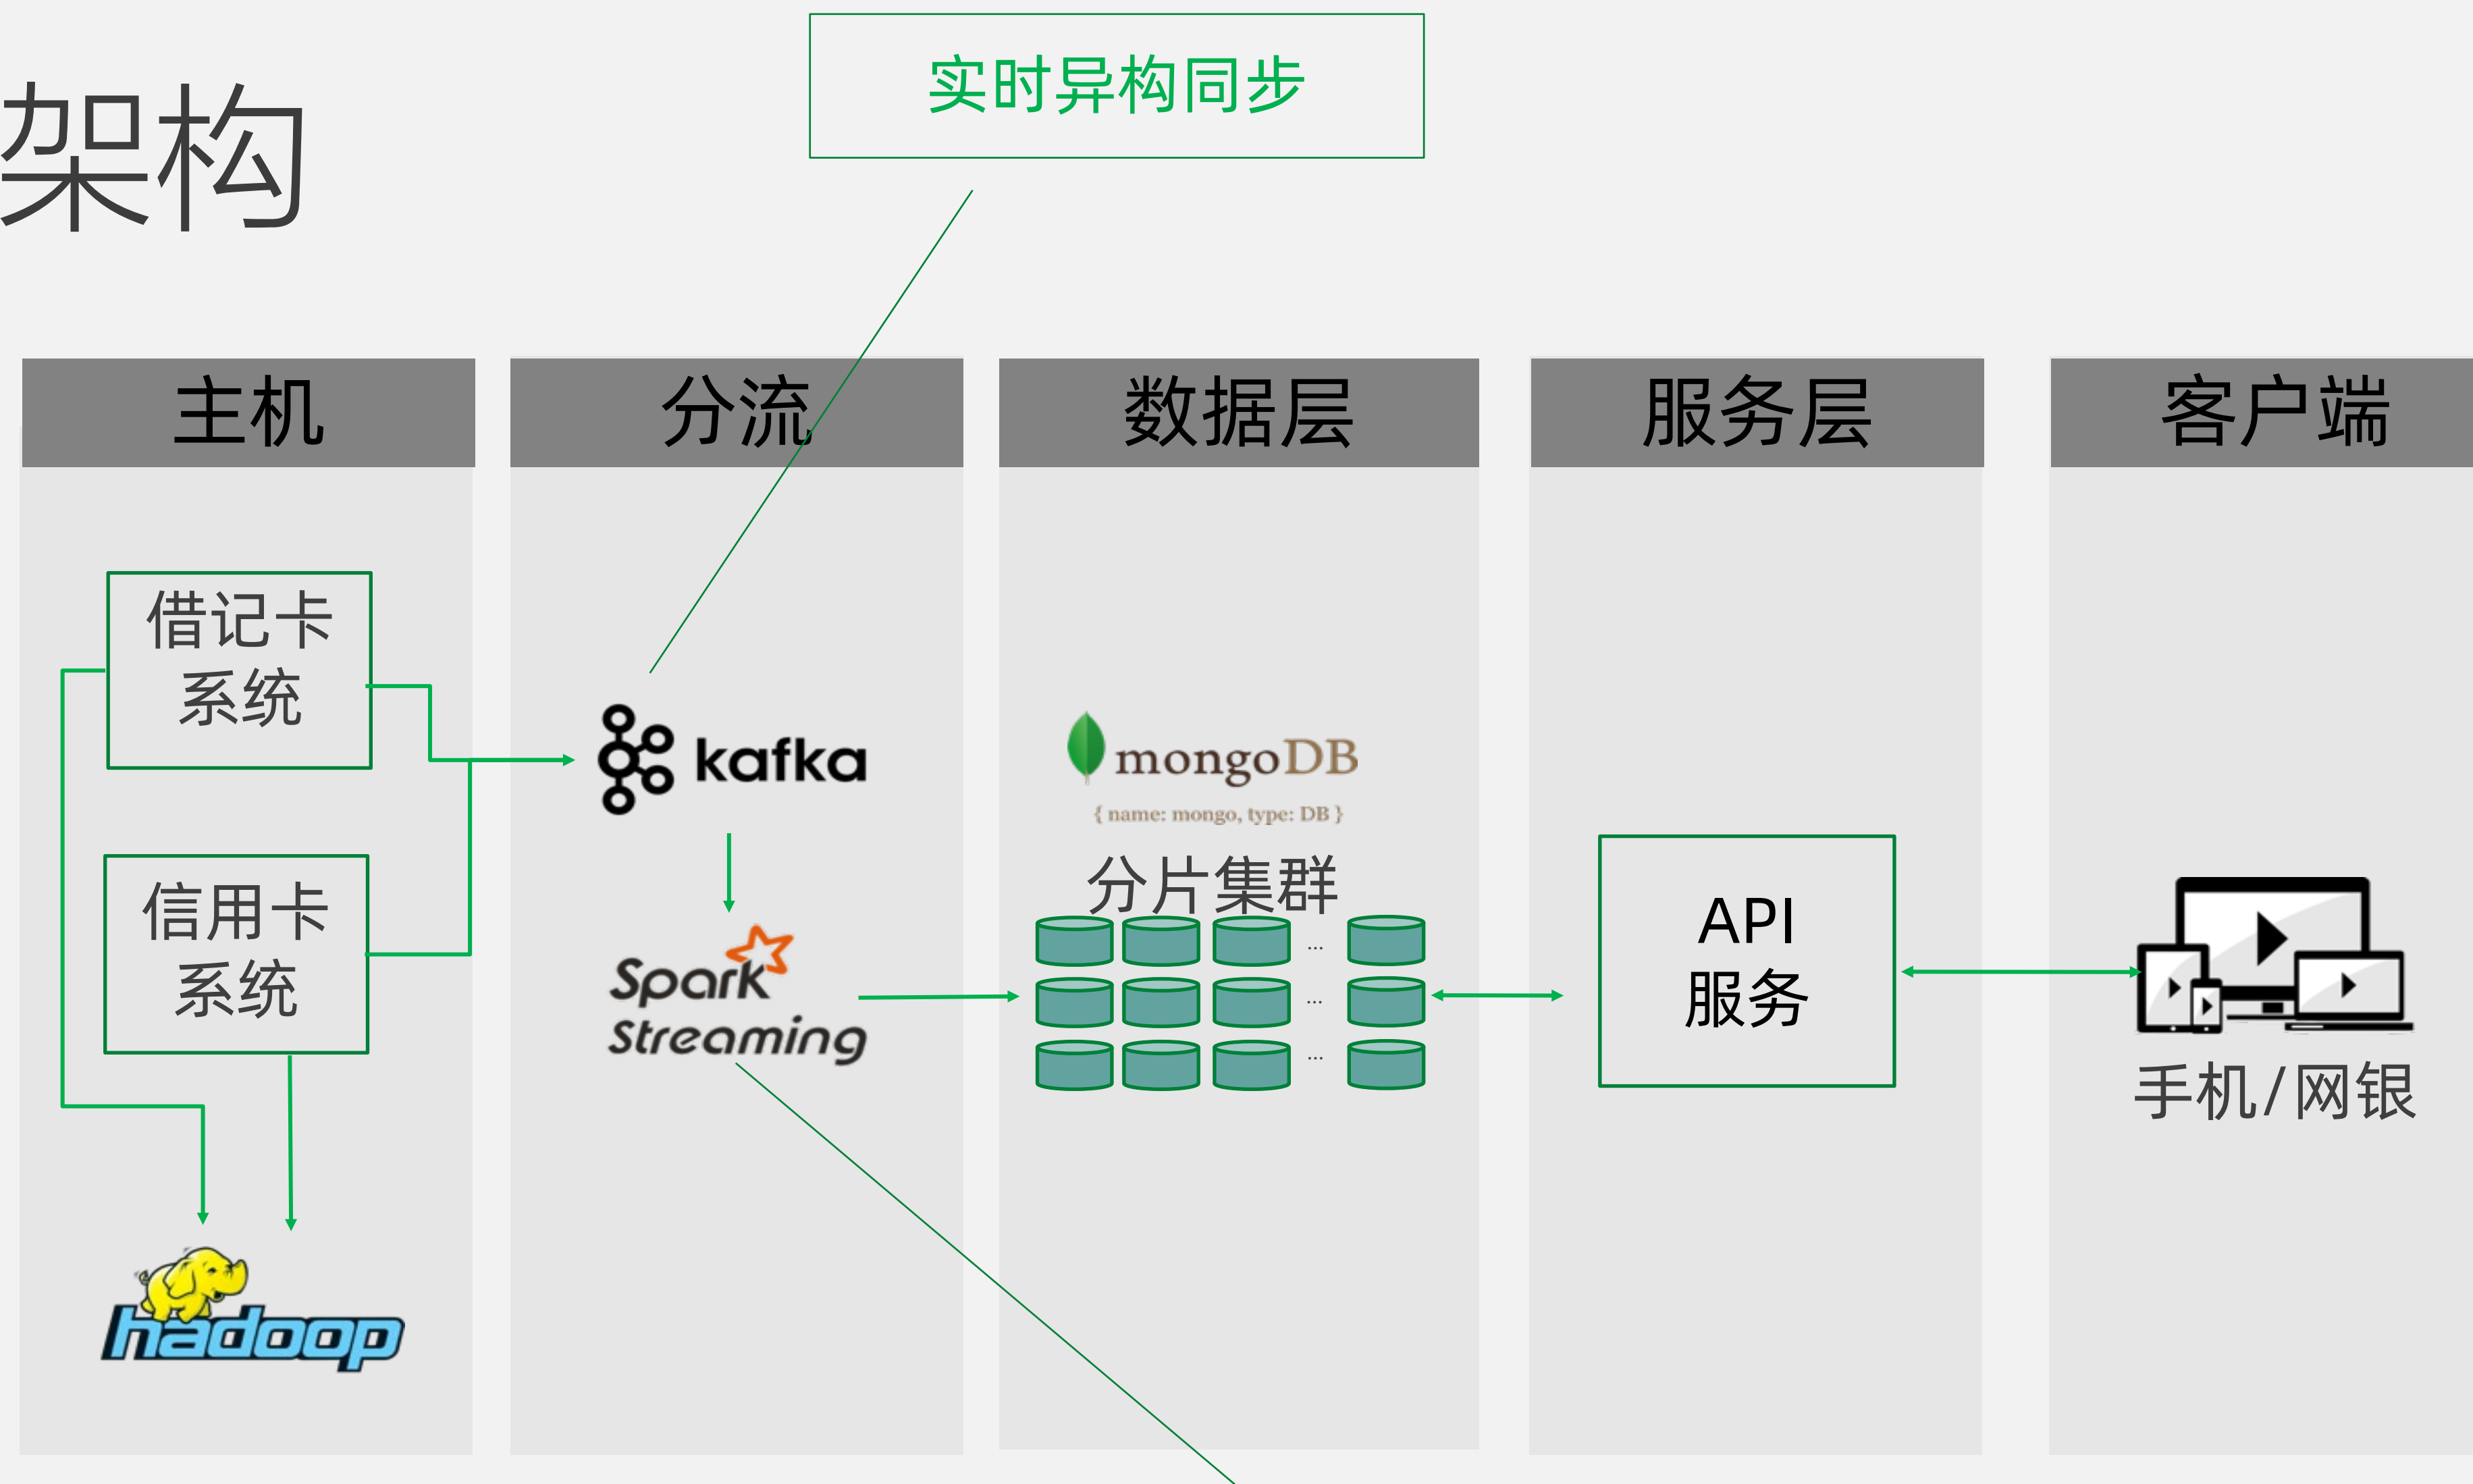 实时异构同步
架构
主机
分流
数据层
服务层
客户端
借记卡
系统
信用卡
系统
hadoop
kafka
Spark
Streaming
mongoDB
{ name: mongo, type: DB }
分片集群
...
...
...
API
服务
手机/网银